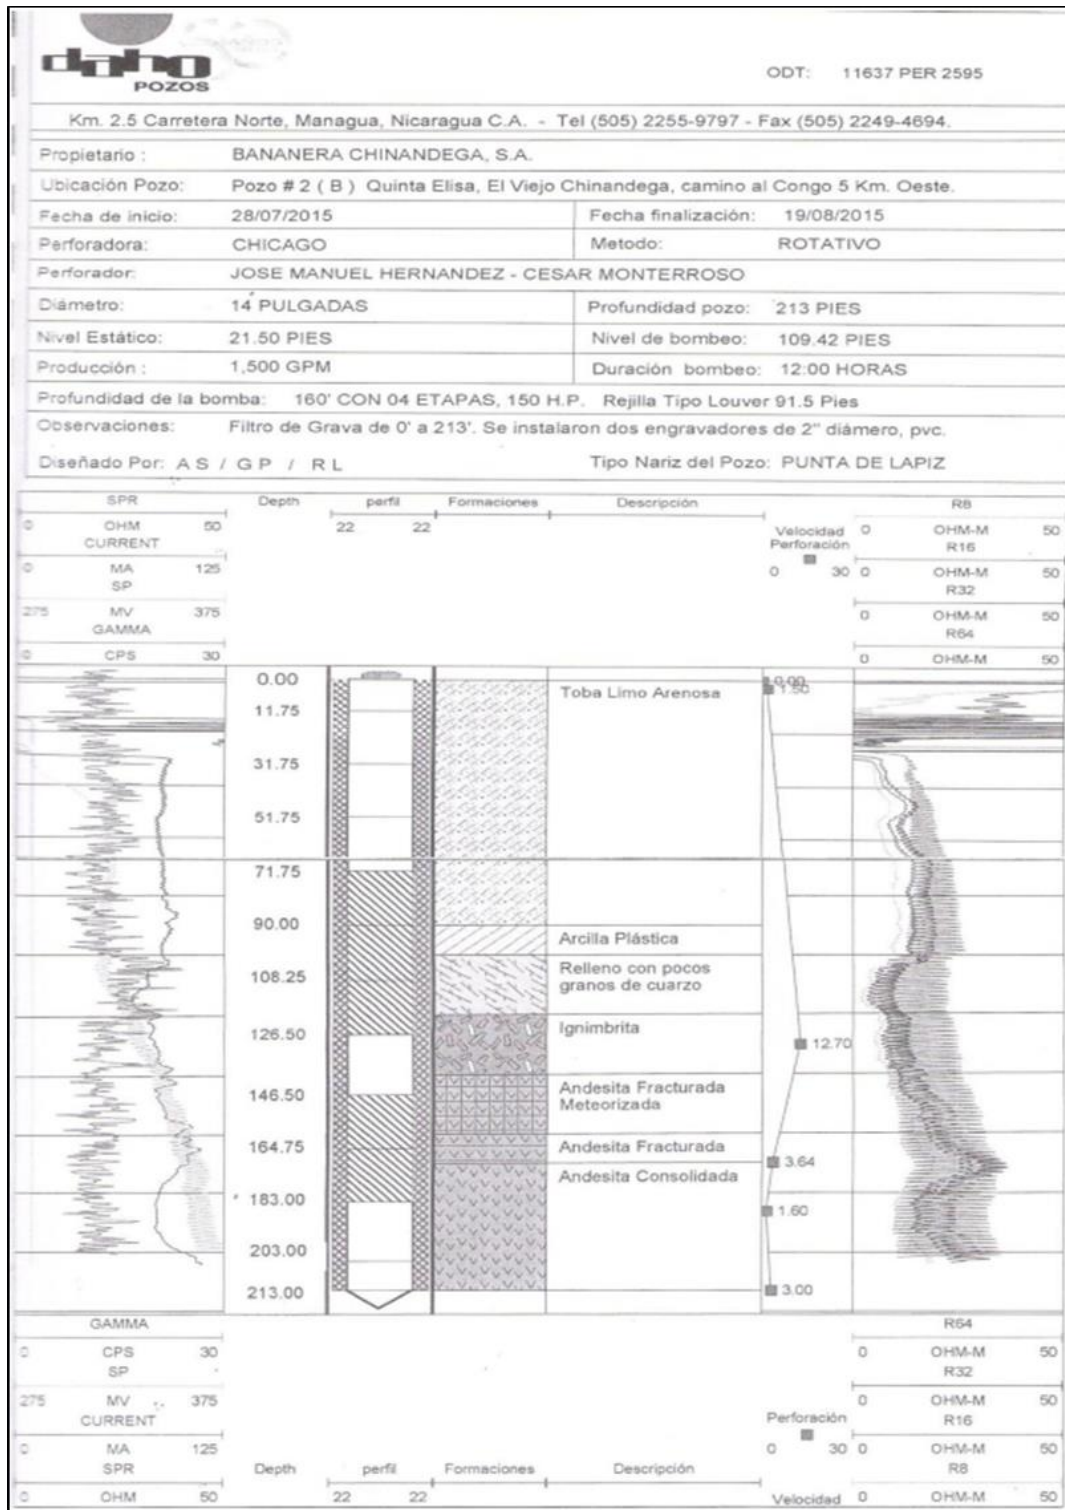 daho
POZOS
ODT: 11637 PER 2595
Km. 2.5 Carretera Norte, Managua, Nicaragua C.A. - Tel (505) 2255-9797 - Fax (505) 2249-4694.
Propietario : BANANERA CHINANDEGA, S.A.
Ubicación Pozo: Pozo # 2 ( B ) Quinta Elisa, El Viejo Chinandega, camino al Congo 5 Km. Oeste.
Fecha de inicio: 28/07/2015 Fecha finalización: 19/08/2015
Perforadora: CHICAGO Metodo: ROTATIVO
Perforador: JOSE MANUEL HERNANDEZ - CESAR MONTERROSO
Diámetro: 14 PULGADAS Profundidad pozo: 213 PIES
Nivel Estático: 21.50 PIES Nivel de bombeo: 109.42 PIES
Producción : 1,500 GPM Duración bombeo: 12:00 HORAS
Profundidad de la bomba: 160' CON 04 ETAPAS, 150 H.P. Rejilla Tipo Louver 91.5 Pies
Observaciones: Filtro de Grava de 0' a 213'. Se instalaron dos engravadores de 2" diámero, pvc.
Diseñado Por: A S / G P / R L Tipo Nariz del Pozo: PUNTA DE LAPIZ
SPR Depth perfil Formaciones Descripción R8
0 OHM 50 22 22 Velocidad 0 OHM-M 50
CURRENT Perforación R16
0 MA 125 0 30 0 OHM-M 50
SP R32
275 MV 375 0 OHM-M 50
GAMMA R64
0 CPS 30 0 OHM-M 50
0.00 Toba Limo Arenosa 0.00
1.50
11.75
31.75
51.75
71.75
90.00
Arcilla Plástica
108.25 Relleno con pocos
granos de cuarzo
126.50 Ignimbrita
12.70
146.50 Andesita Fracturada
Meteorizada
164.75 Andesita Fracturada
3.64
Andesita Consolidada
183.00 1.60
203.00
213.00 3.00
GAMMA R64
0 CPS 30 0 OHM-M 50
SP R32
275 MV 375 0 OHM-M 50
CURRENT Perforación R16
0 MA 125 0 30 0 OHM-M 50
SPR Depth perfil Formaciones Descripción R8
0 OHM 50 22 22 Velocidad 0 OHM-M 50